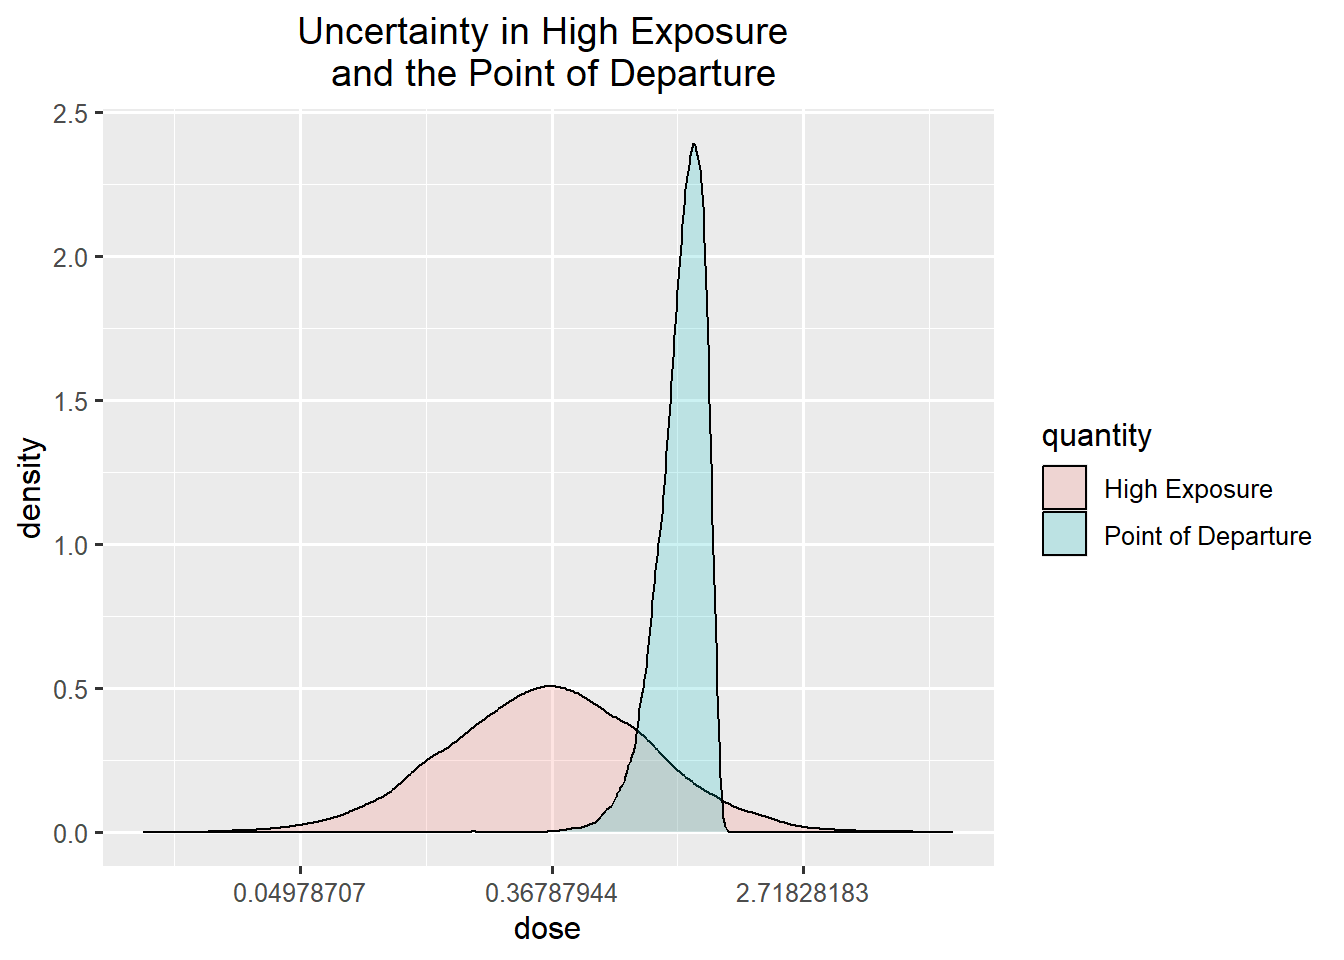 Uncertainty in High Exposure
and the Point of Departure
2.5
2.0
1.5
1.0
0.5
0.0
density
0.04978707 0.36787944 2.71828183
dose
quantity
High Exposure
Point of Departure